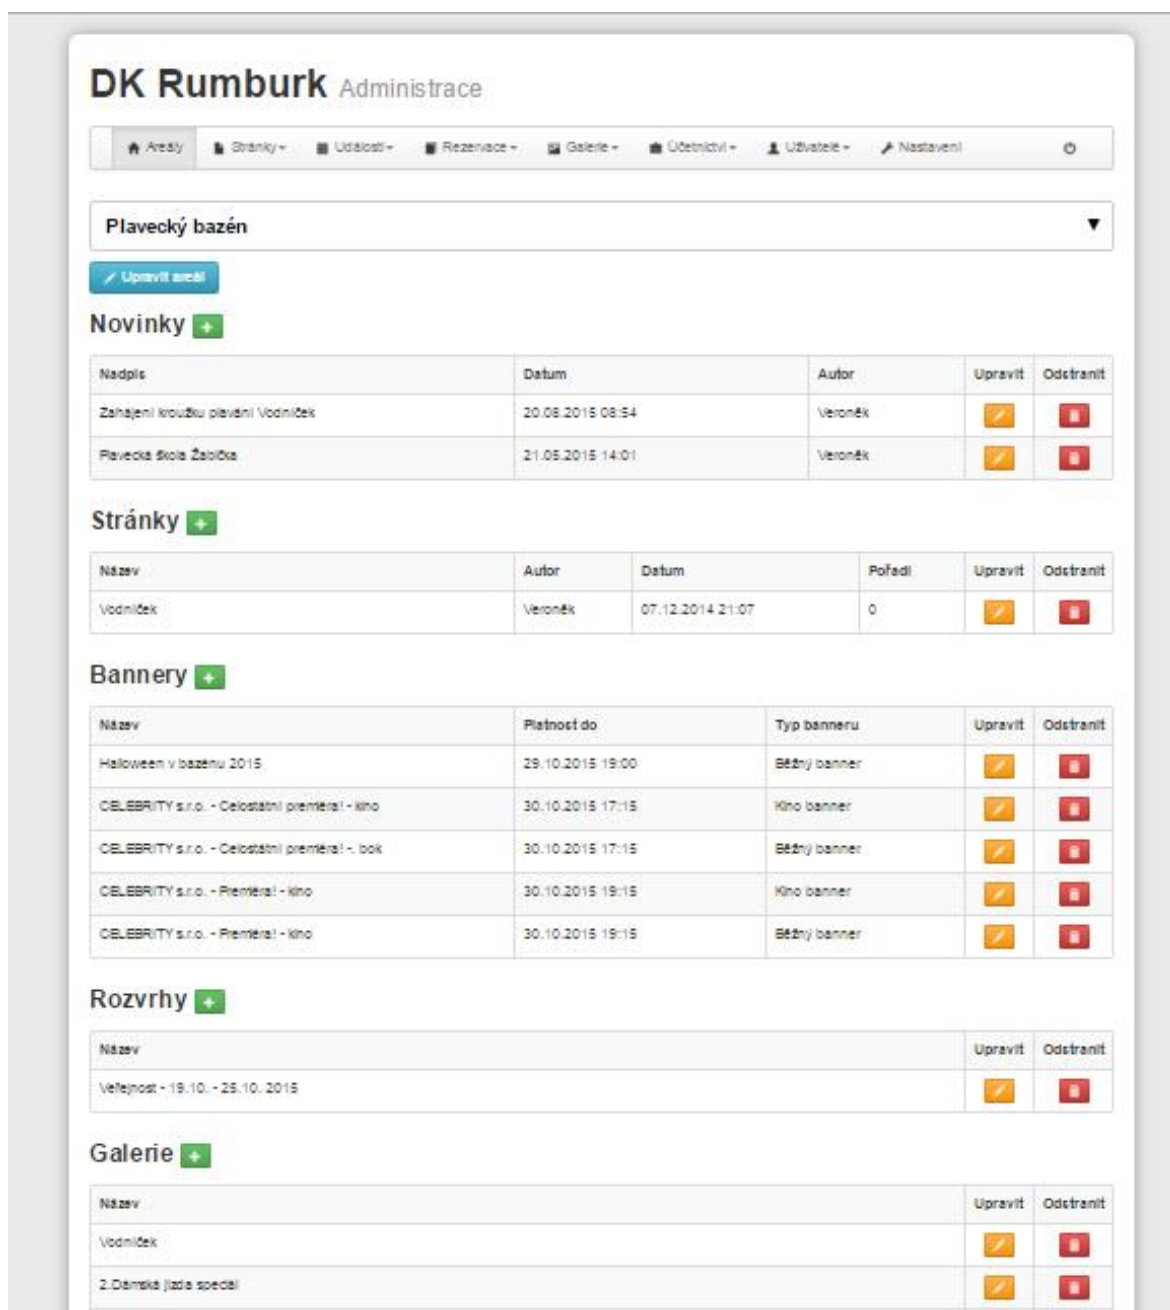 DK Rumburk Administrace
Areály Stránky Události Rezervace Galerie Účetnictví Uživatelé Nastavení
Plavecký bazén
Upravit areál
Novinky
Nadpis Datum Autor Upravit Odstranit
Zahájení kroužku plavání Vodníček 20.08.2015 08:54 Veroněk
Plavecká škola Žabička 21.05.2015 14:01 Veroněk
Stránky
Název Autor Datum Pořadí Upravit Odstranit
Vodníček Veroněk 07.12.2014 21:07 0
Bannery
Název Platnost do Typ banneru Upravit Odstranit
Halloween v bazénu 2015 29.10.2015 19:00 Běžný banner
CELEBRITY s.r.o. - Celostátní premiéra! - kino 30.10.2015 17:15 Kino banner
CELEBRITY s.r.o. - Celostátní premiéra! -. bok 30.10.2015 17:15 Běžný banner
CELEBRITY s.r.o. - Premiéra! - kino 30.10.2015 19:15 Kino banner
CELEBRITY s.r.o. - Premiéra! - kino 30.10.2015 19:15 Běžný banner
Rozvrhy
Název Upravit Odstranit
Veřejnost - 19.10. - 25.10. 2015
Galerie
Název Upravit Odstranit
Vodníček
2.Dámská jízda speciál